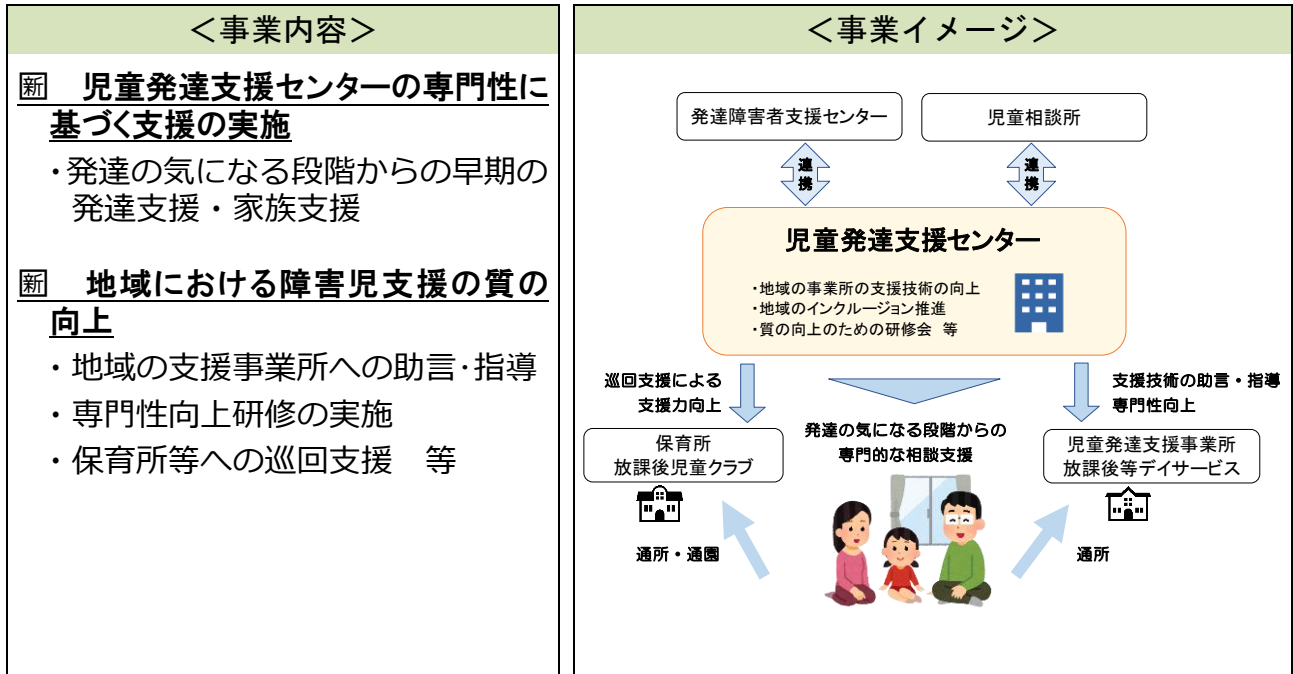 ＜事業内容＞
新　児童発達支援センターの専門性に
基づく支援の実施
・発達の気になる段階からの早期の
発達支援・家族支援
新　地域における障害児支援の質の
向上
・地域の支援事業所への助言・指導
・専門性向上研修の実施
・保育所等への巡回支援　等
＜事業イメージ＞
発達障害者支援センター
児童相談所
連
携
連
携
児童発達支援センター
・地域の事業所の支援技術の向上
・地域のインクルージョン推進
・質の向上のための研修会　等
巡回支援による
支援力向上
支援技術の助言・指導
専門性向上
発達の気になる段階からの
専門的な相談支援
保育所
放課後児童クラブ
児童発達支援事業所
放課後等デイサービス
通所・通園
通所